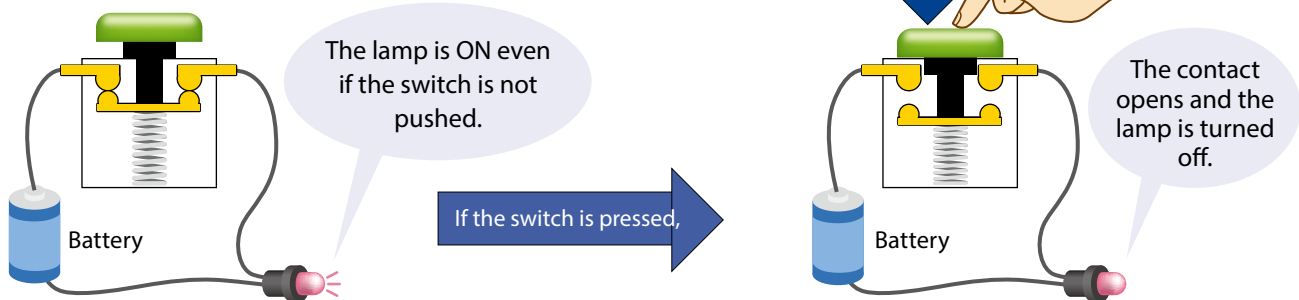 The lamp is ON even
if the switch is not
pushed.
Battery
If the switch is pressed,
The contact
opens and the
lamp is turned
off.
Battery